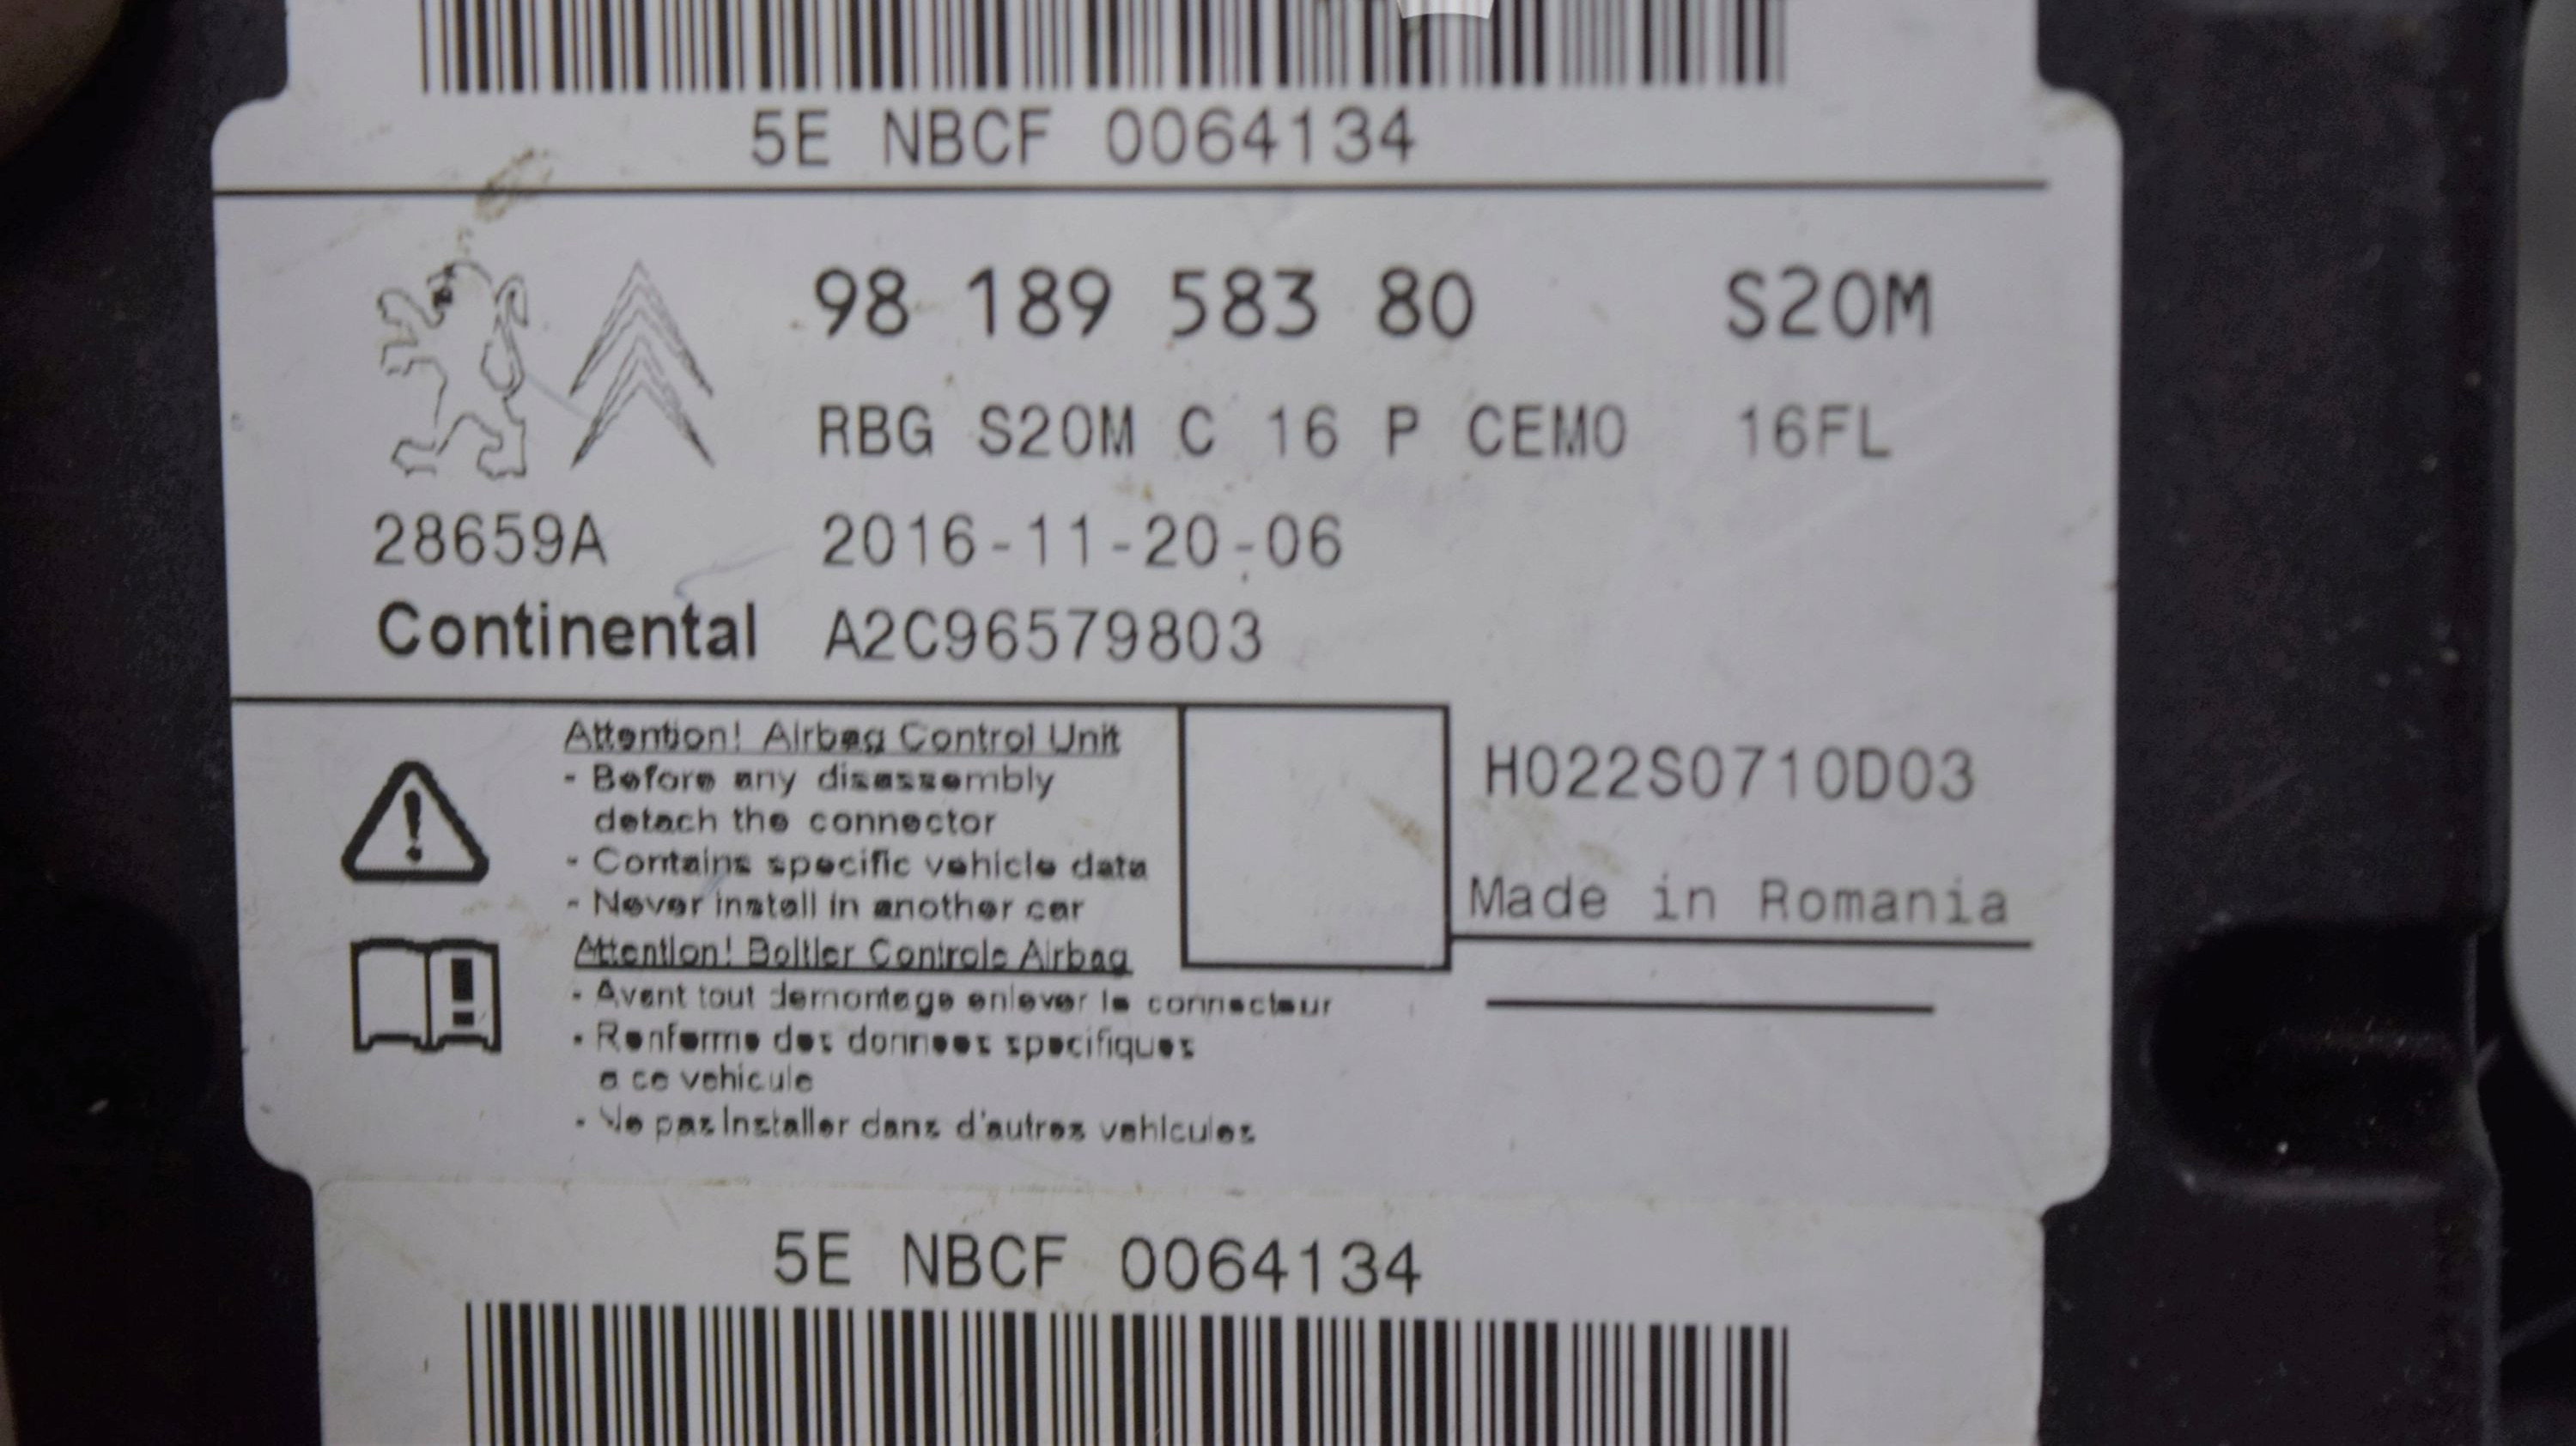 5E NBCF 0064134
98 189 583 80 S20M
RBG S20M C 16 P CEMO 16FL
28659A 2016-11-20-06
Continental A2C96579803
Attention! Airbag Control Unit
- Before any disassembly
detach the connector
- Contains specific vehicle data
- Never install in another car
H022S0710D03
Made in Romania
Attention! Boitier Controle Airbag
- Avant tout demontage enlever le connecteur
- Renferme des donnees specifiques
a ce vehicule
- Ne pas installer dans d'autres vehicules
5E NBCF 0064134